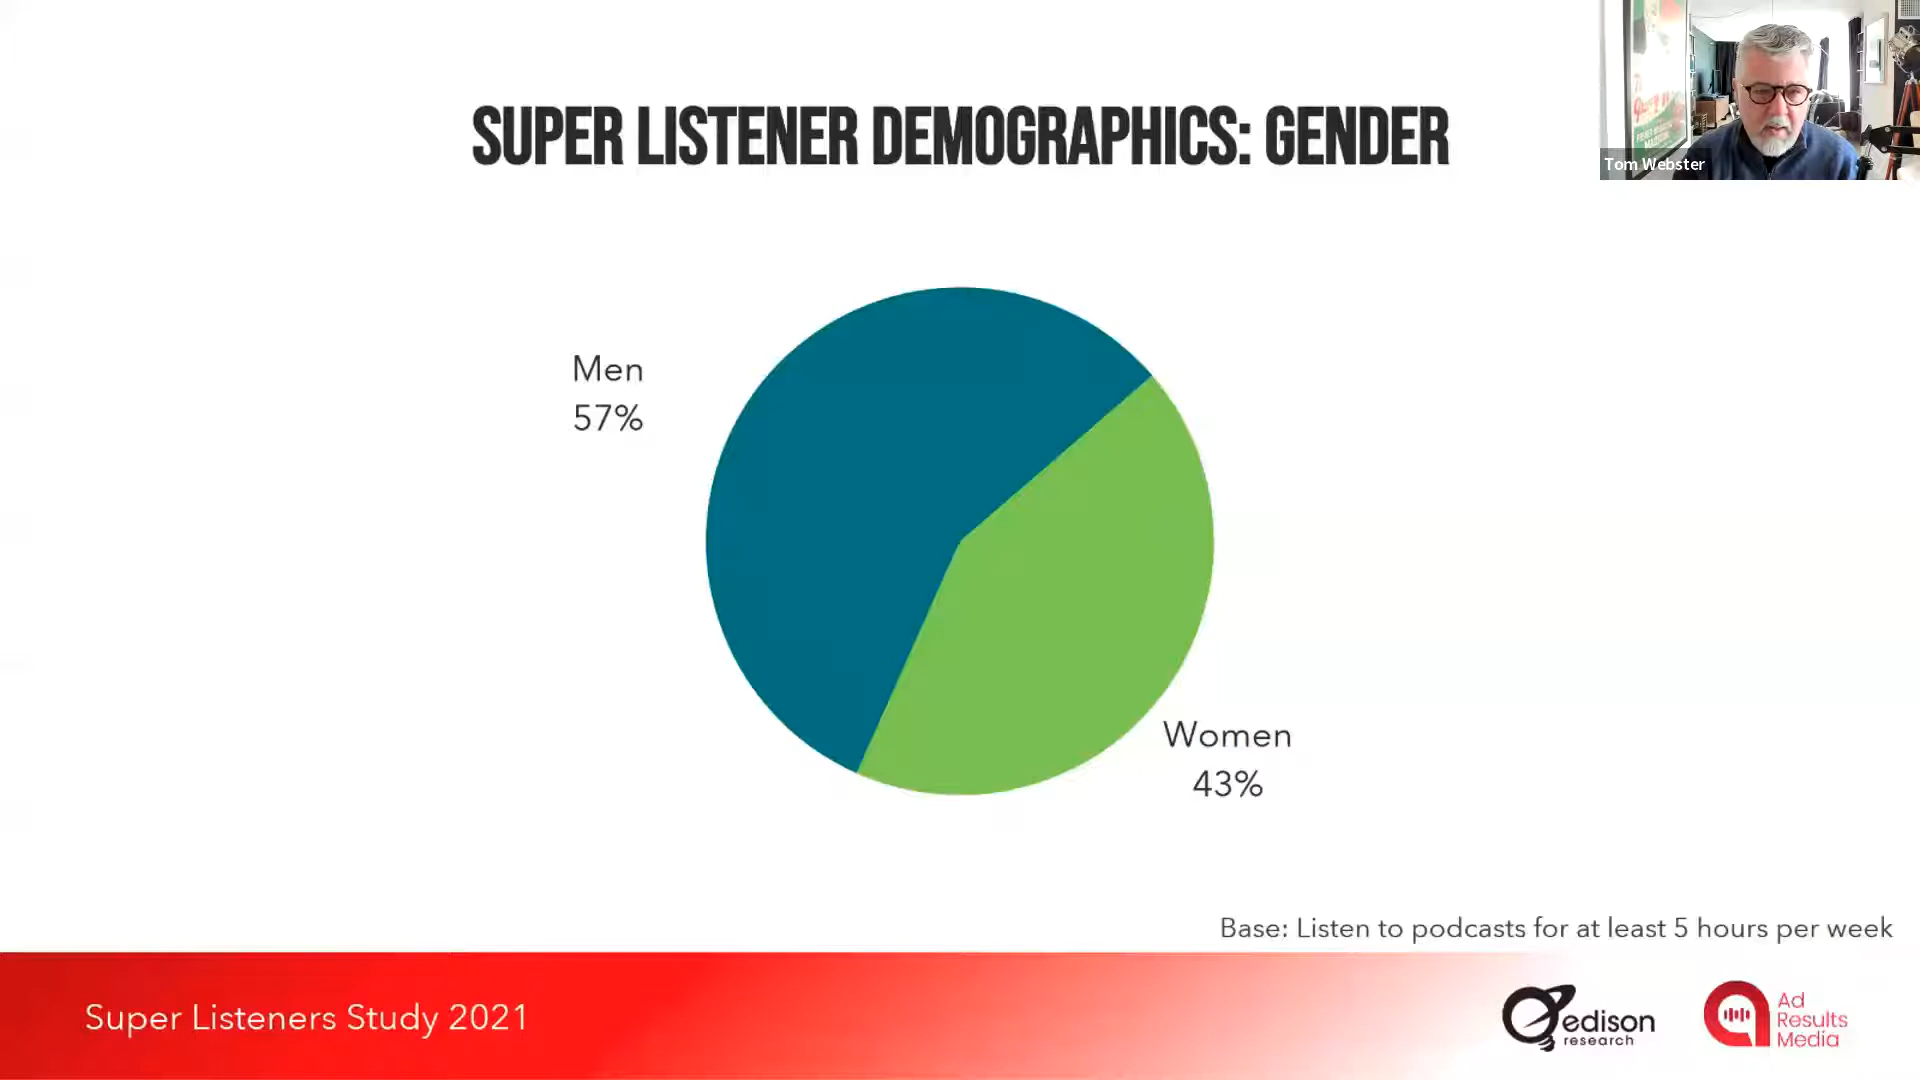 SUPER LISTENER DEMOGRAPHICS: GENDER
Tom Webster
Men
57%
Women
43%
Base: Listen to podcasts for at least 5 hours per week
Super Listeners Study 2021
edison
research
Ad
Results
Media